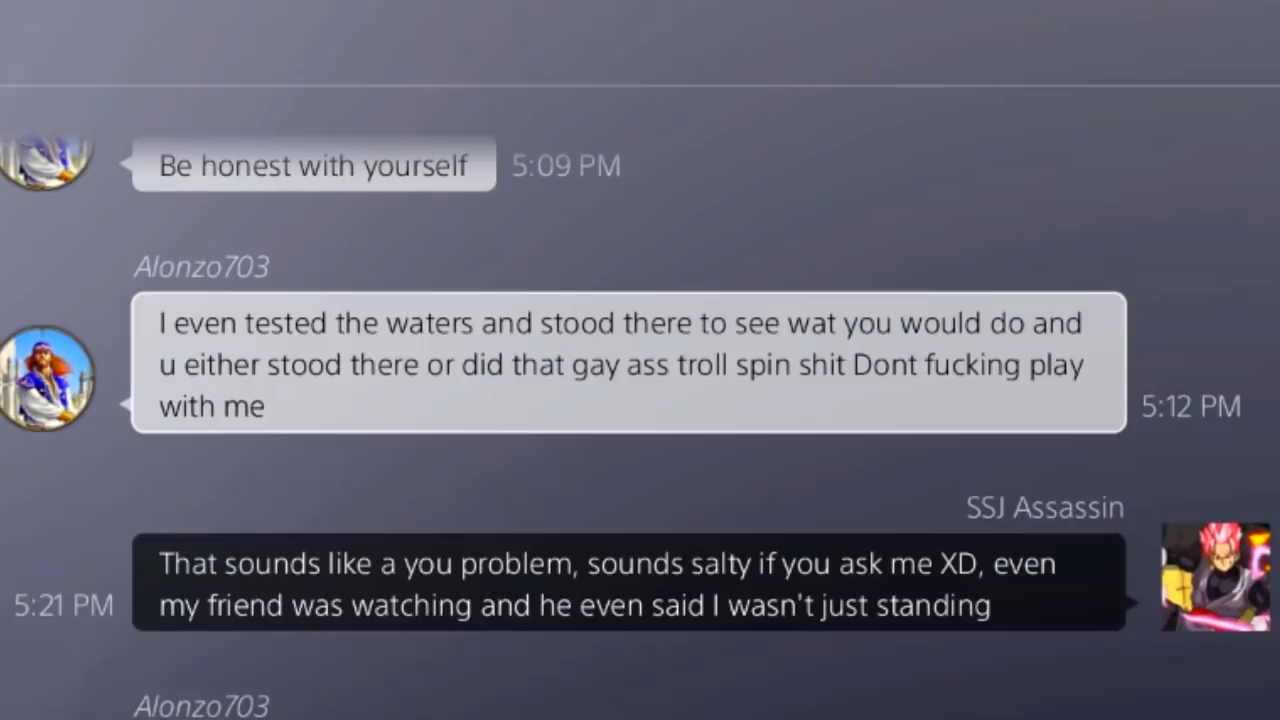 Be honest with yourself
5:09 PM
Alonzo703
I even tested the waters and stood there to see wat you would do and
u either stood there or did that gay ass troll spin shit Dont fucking play
with me
5:12 PM
SSJ Assassin
That sounds like a you problem, sounds salty if you ask me XD, even
my friend was watching and he even said I wasn't just standing
5:21 PM
Alonzo703